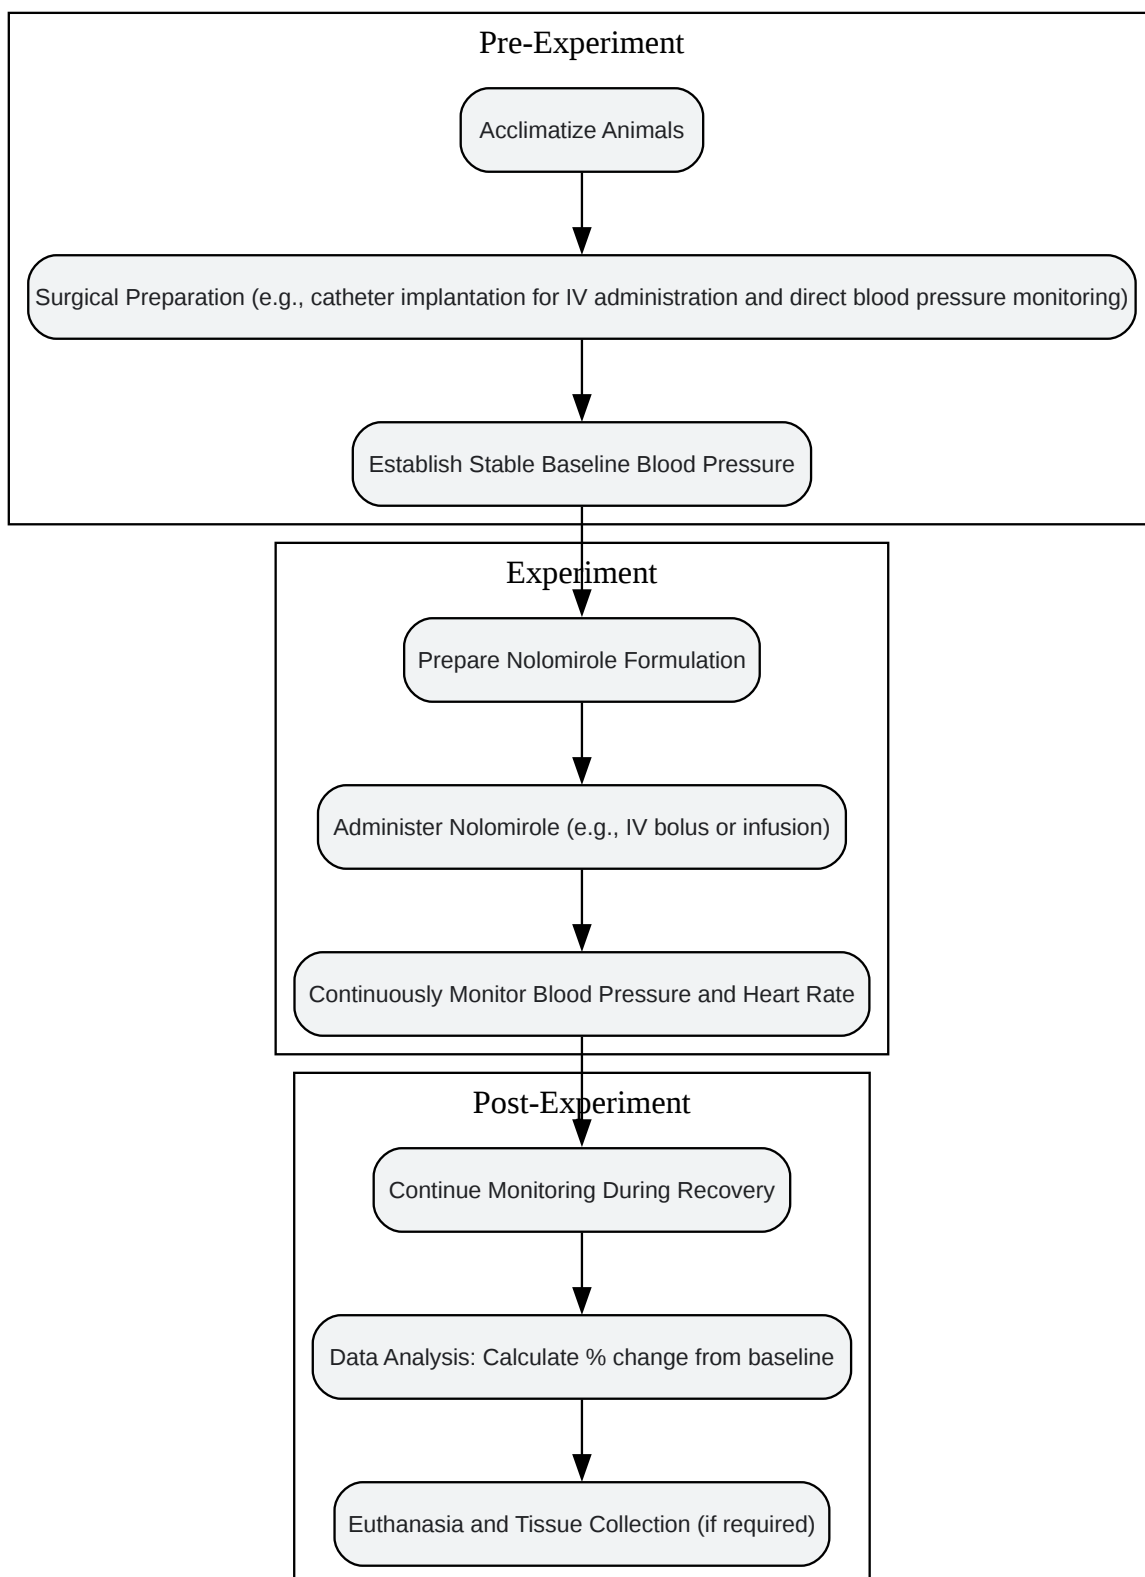 Pre-Experiment
Acclimatize Animals
Surgical Preparation (e.g., catheter implantation for IV administration and direct blood pressure monitoring)
Establish Stable Baseline Blood Pressure
Experiment
Prepare Nolomirole Formulation
Administer Nolomirole (e.g., IV bolus or infusion)
Continuously Monitor Blood Pressure and Heart Rate
Post-Experiment
Continue Monitoring During Recovery
Data Analysis: Calculate % change from baseline
Euthanasia and Tissue Collection (if required)